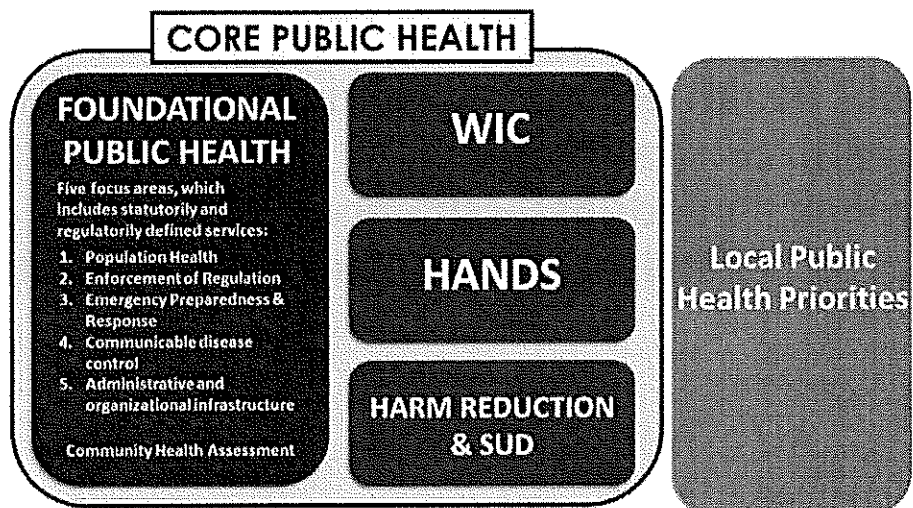 CORE PUBLIC HEALTH
FOUNDATIONAL
PUBLIC HEALTH
Five focus areas, which
includes statutorily and
regulatorily defined services:
1. Population Health
2. Enforcement of Regulation
3. Emergency Preparedness &
Response
4. Communicable disease
control
5. Administrative and
organizational infrastructure
Community Health Assessment
WIC
HANDS
HARM REDUCTION
& SUD
Local Public
Health Priorities